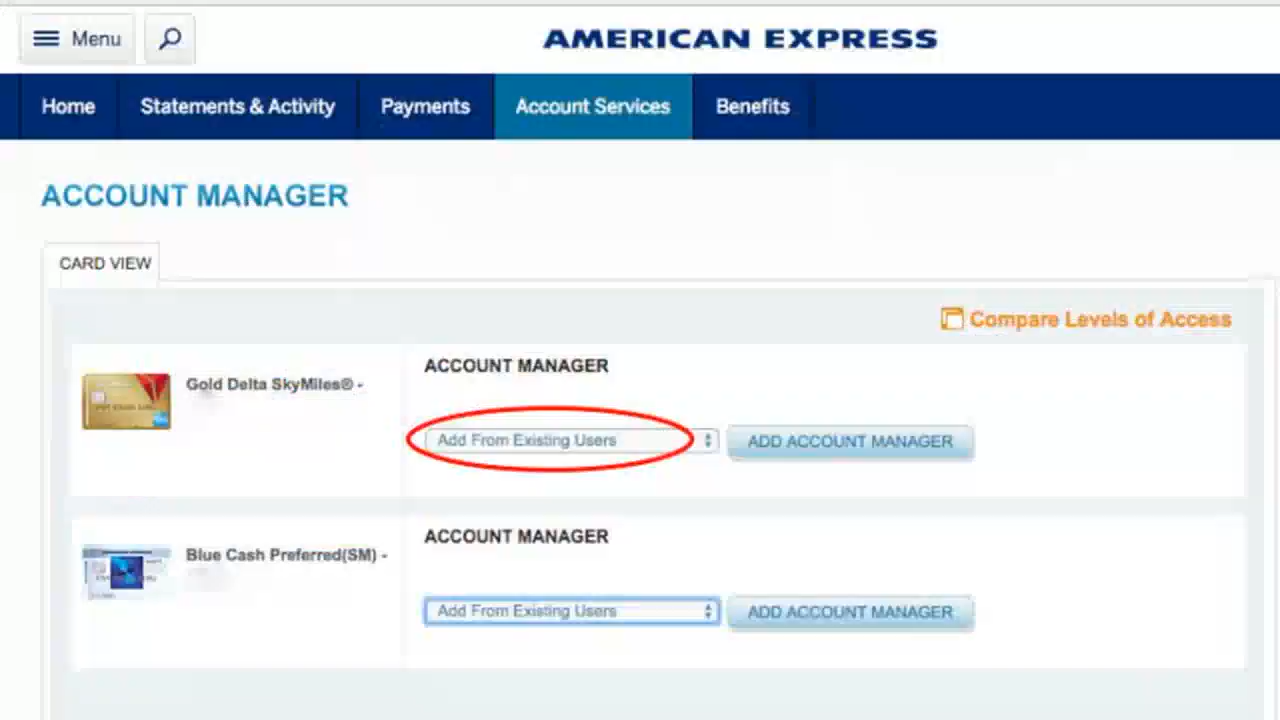 Menu
AMERICAN EXPRESS
Home Statements & Activity Payments Account Services Benefits
ACCOUNT MANAGER
CARD VIEW
Compare Levels of Access
ACCOUNT MANAGER
Gold Delta SkyMiles® -
Add From Existing Users ADD ACCOUNT MANAGER
ACCOUNT MANAGER
Blue Cash Preferred(SM) -
Add From Existing Users ADD ACCOUNT MANAGER